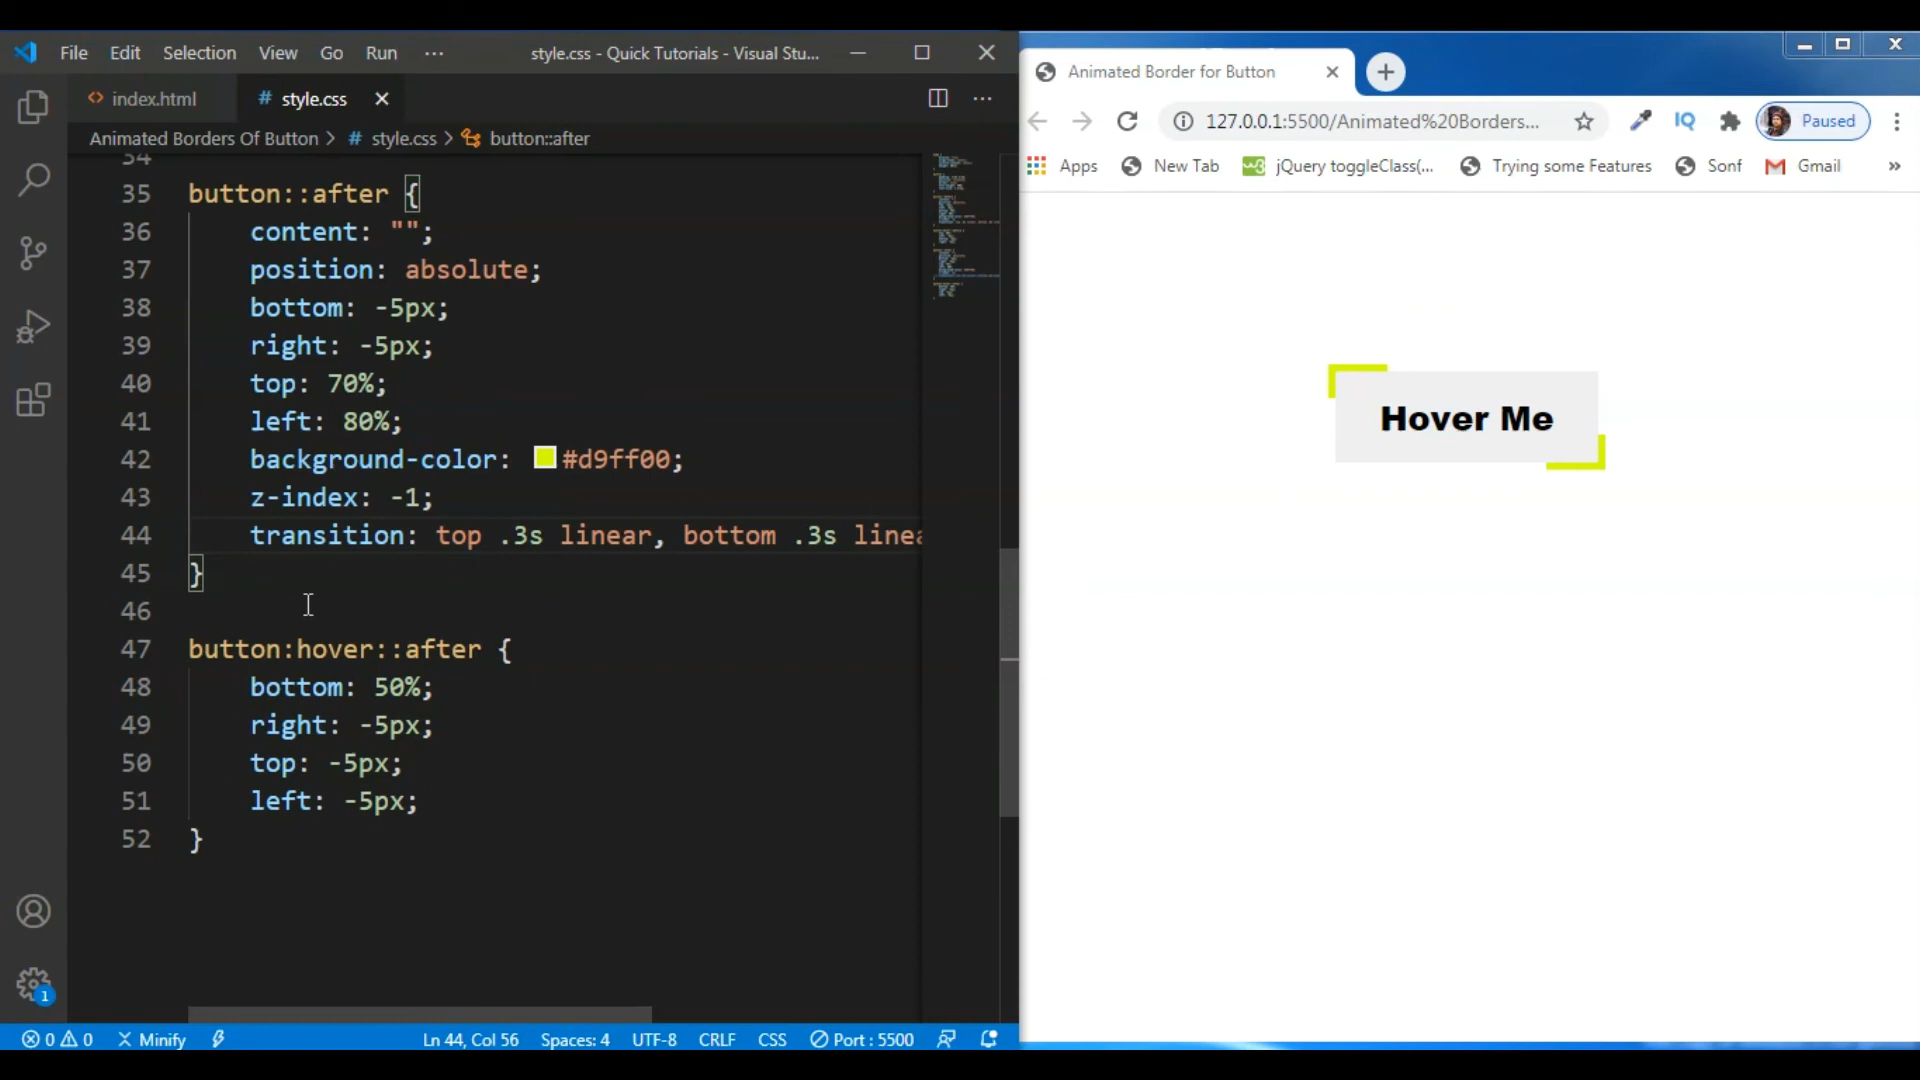 File Edit Selection View Go Run ··· style.css - Quick Tutorials - Visual Stu...
index.html # style.css
Animated Borders Of Button > # style.css > button::after
34
35 button::after {
36 content: "";
37 position: absolute;
38 bottom: -5px;
39 right: -5px;
40 top: 70%;
41 left: 80%;
42 background-color: #d9ff00;
43 z-index: -1;
44 transition: top .3s linear, bottom .3s linea
45 }
46
47 button:hover::after {
48 bottom: 50%;
49 right: -5px;
50 top: -5px;
51 left: -5px;
52 }
1
0 0 Minify Ln 44, Col 56 Spaces: 4 UTF-8 CRLF CSS Port : 5500
Animated Border for Button
127.0.0.1:5500/Animated%20Borders... IQ Paused
Apps New Tab w3 jQuery toggleClass(... Trying some Features Sonf Gmail »
Hover Me